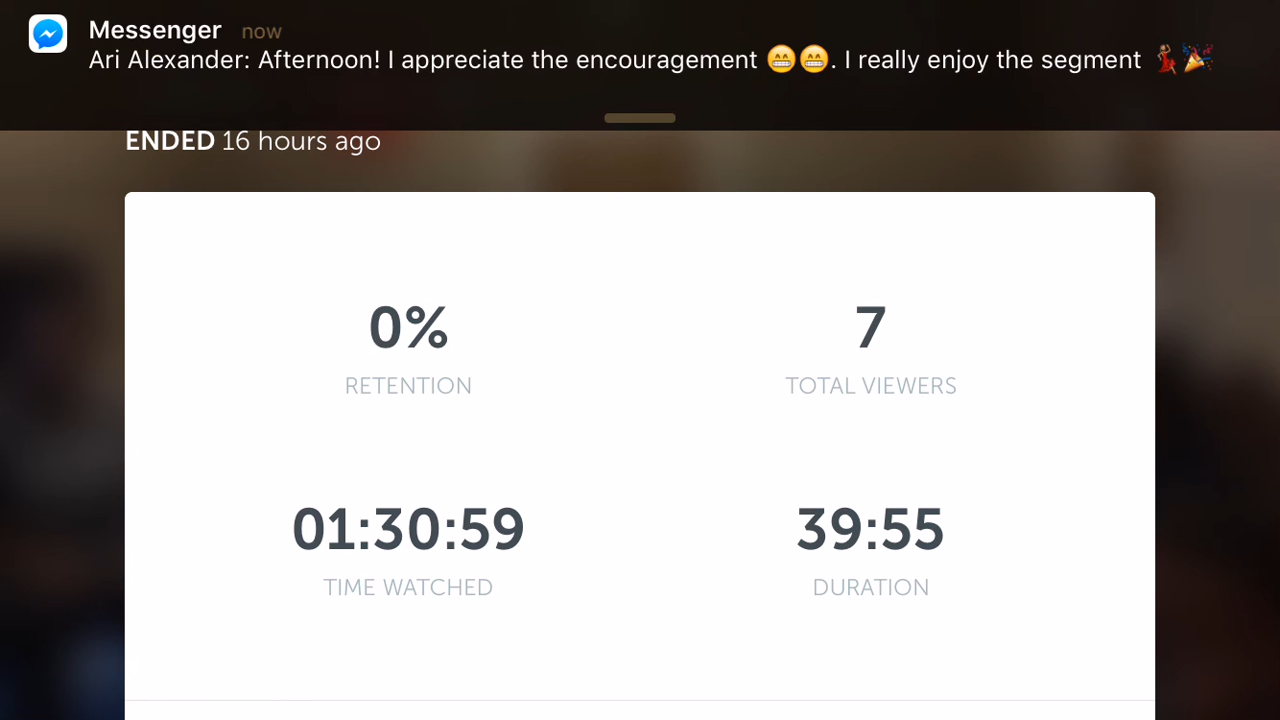 Messenger now
Ari Alexander: Afternoon! I appreciate the encouragement 😁😁. I really enjoy the segment 💃🎉
ENDED 16 hours ago
0%
RETENTION
7
TOTAL VIEWERS
01:30:59
TIME WATCHED
39:55
DURATION